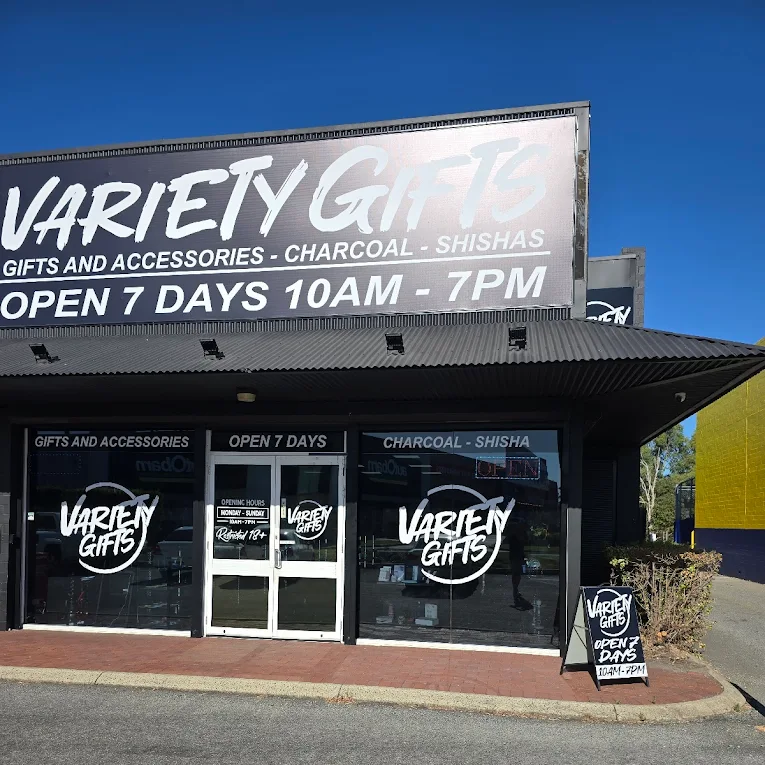 VARIETY GIFTS
GIFTS AND ACCESSORIES - CHARCOAL - SHISHAS
OPEN 7 DAYS 10AM - 7PM
GIFTS AND ACCESSORIES
OPEN 7 DAYS
CHARCOAL - SHISHA
OPEN
VARIETY
GIFTS
OPENING HOURS
MONDAY - SUNDAY
10AM-7PM
Restricted 18+
VARIETY
GIFTS
VARIETY
GIFTS
VARIETY
GIFTS
OPEN 7
DAYS
10AM-7PM